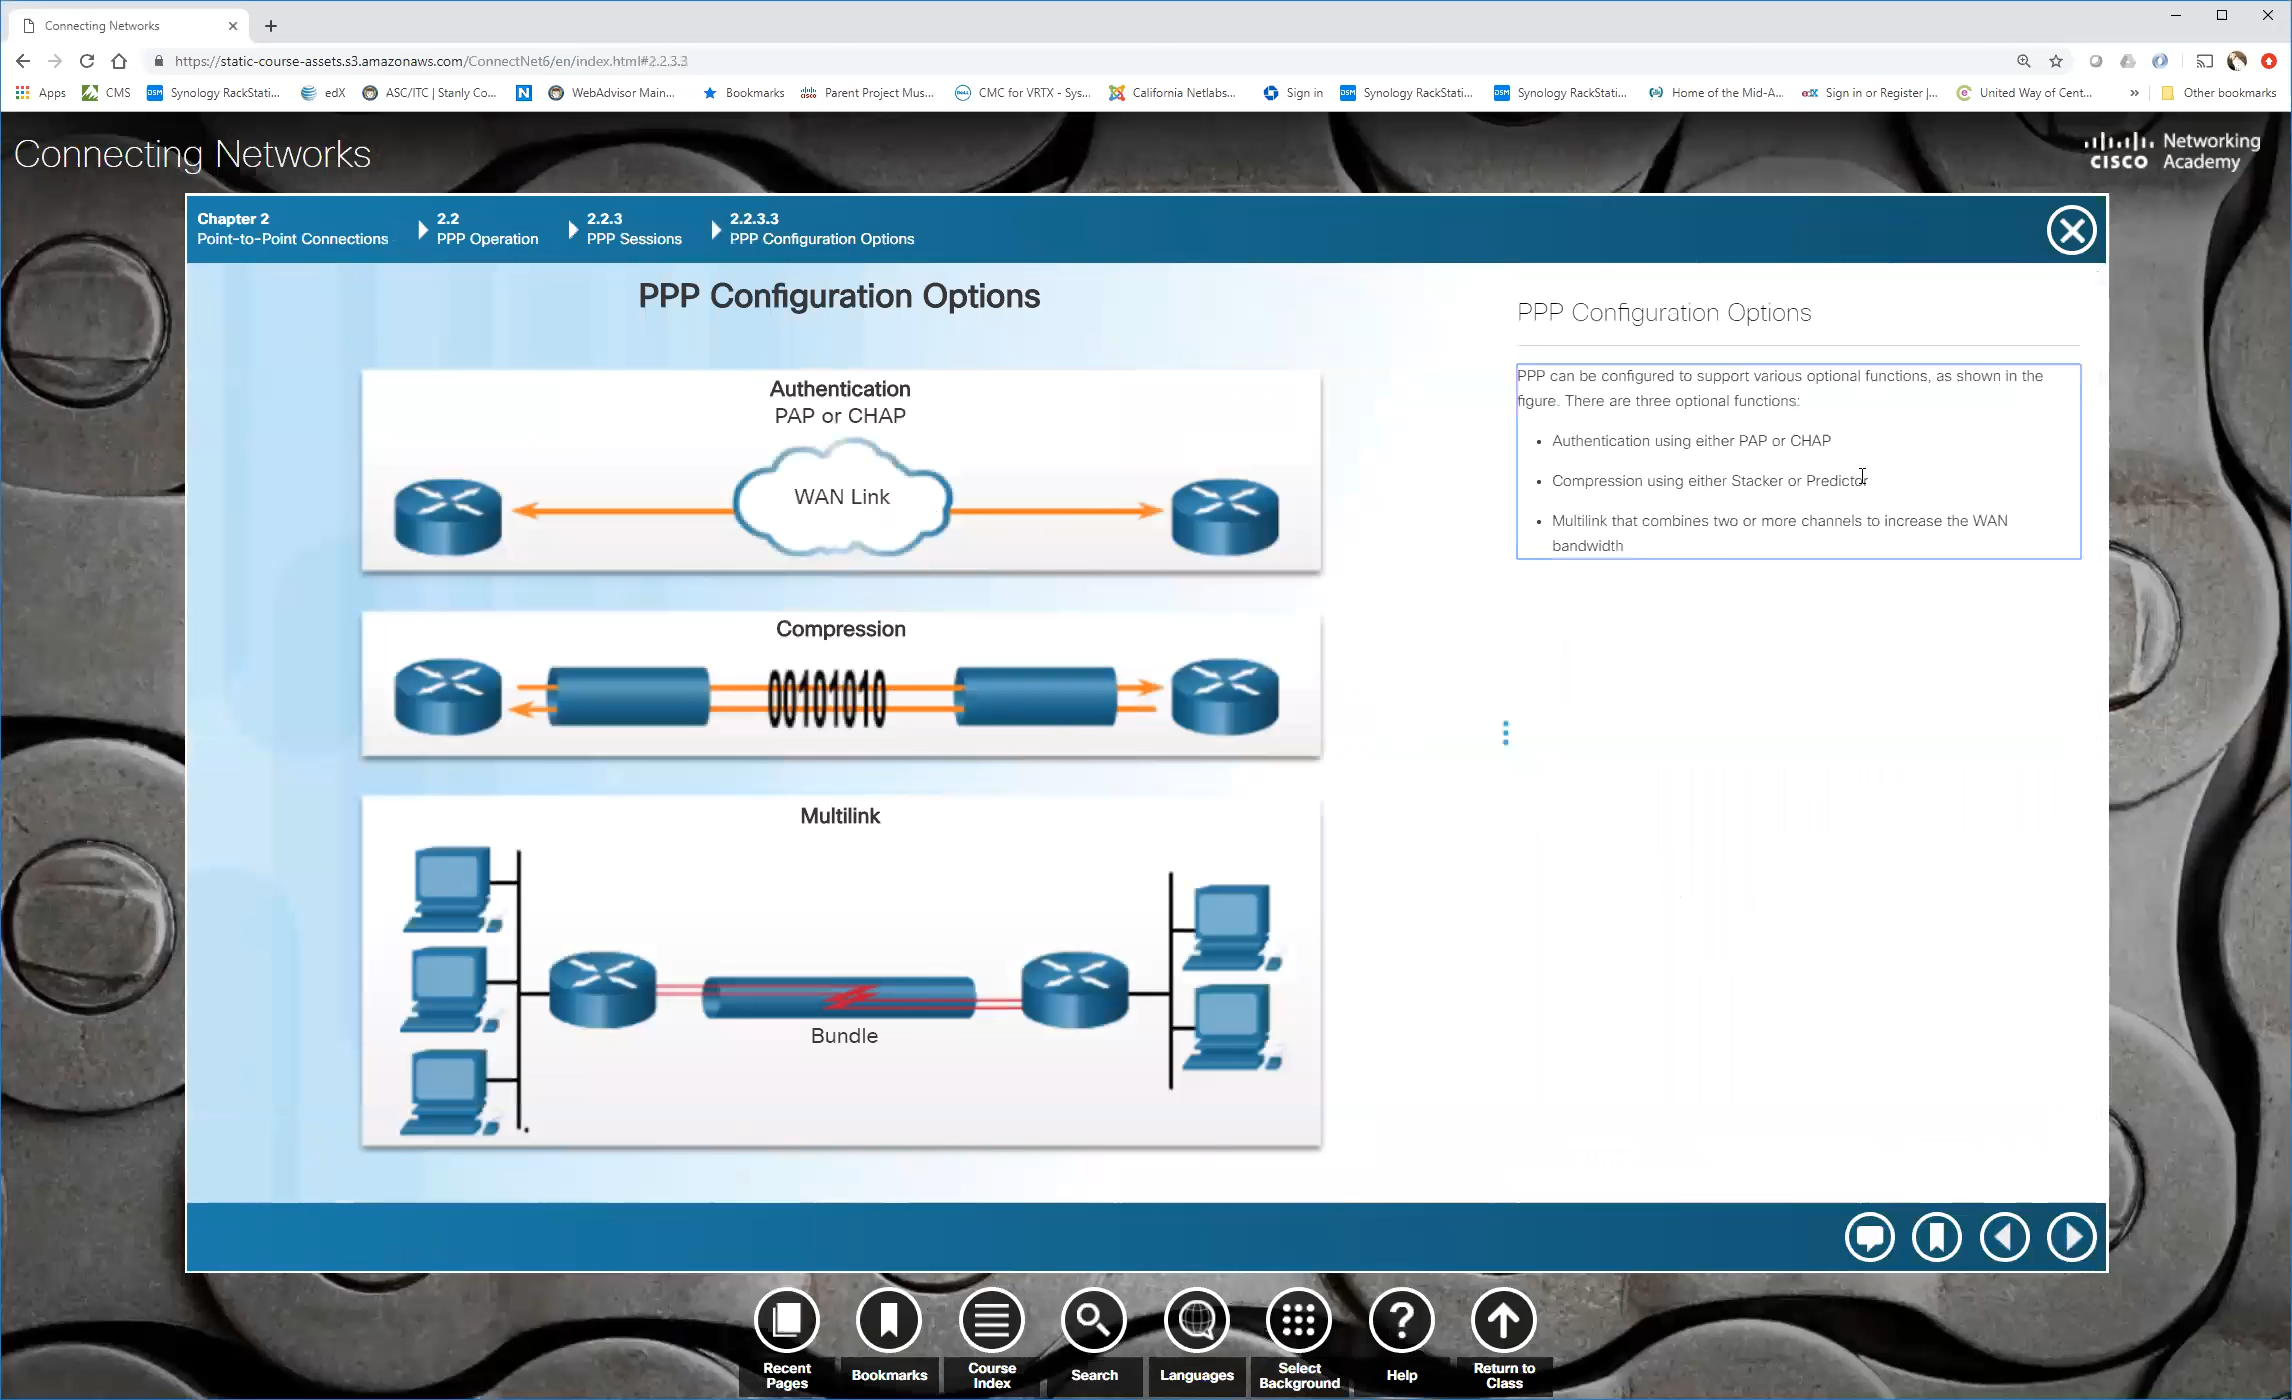 Connecting Networks
https://static-course-assets.s3.amazonaws.com/ConnectNet6/en/index.html#2.2.3.3
Apps
CMS
DSM
Synology RackStati...
edX
ASC/ITC | Stanly Co...
N
WebAdvisor Main...
Bookmarks
Parent Project Mus...
CMC for VRTX - Sys...
California Netlabs...
Sign in
DSM
Synology RackStati...
DSM
Synology RackStati...
Home of the Mid-A...
edX
Sign in or Register |...
United Way of Cent...
»
Other bookmarks
Connecting Networks
CISCO
Networking
Academy
Chapter 2
Point-to-Point Connections
2.2
PPP Operation
2.2.3
PPP Sessions
2.2.3.3
PPP Configuration Options
PPP Configuration Options
Authentication
PAP or CHAP
WAN Link
Compression
00101010
Multilink
Bundle
PPP Configuration Options
PPP can be configured to support various optional functions, as shown in the
figure. There are three optional functions:
• Authentication using either PAP or CHAP
• Compression using either Stacker or Predictor
• Multilink that combines two or more channels to increase the WAN
bandwidth
Recent
Pages
Bookmarks
Course
Index
Search
Languages
Select
Background
?
Help
Return to
Class